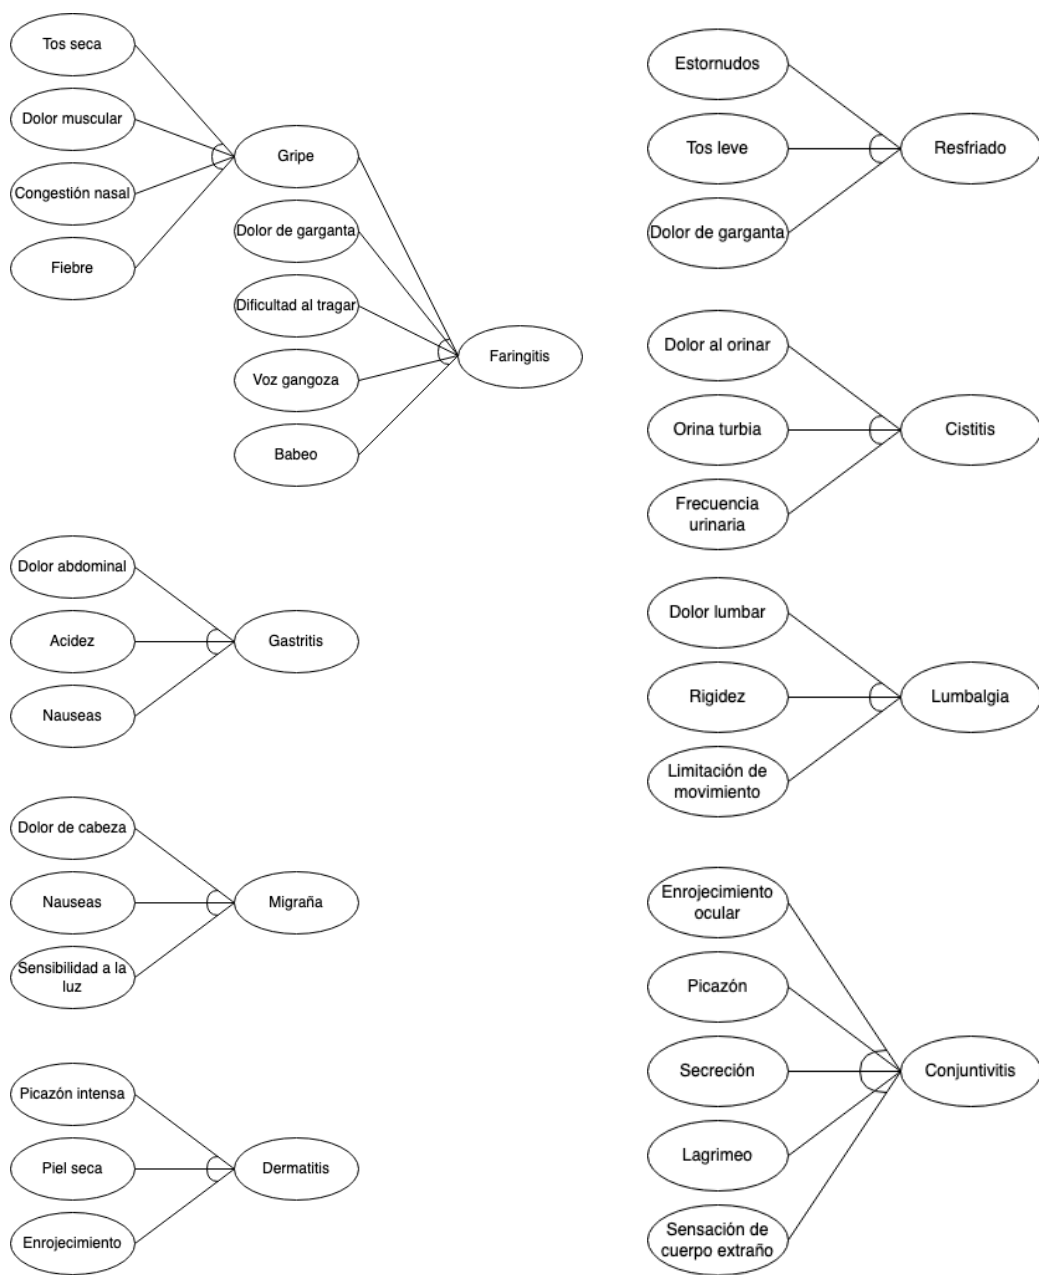 Tos seca
Dolor muscular
Congestión nasal
Fiebre
Gripe
Dolor de garganta
Dificultad al tragar
Voz gangoza
Babeo
Faringitis
Dolor abdominal
Acidez
Nauseas
Gastritis
Dolor de cabeza
Nauseas
Sensibilidad a la
luz
Migraña
Picazón intensa
Piel seca
Enrojecimiento
Dermatitis
Estornudos
Tos leve
Dolor de garganta
Resfriado
Dolor al orinar
Orina turbia
Frecuencia
urinaria
Cistitis
Dolor lumbar
Rigidez
Limitación de
movimiento
Lumbalgia
Enrojecimiento
ocular
Picazón
Secreción
Lagrimeo
Sensación de
cuerpo extraño
Conjuntivitis